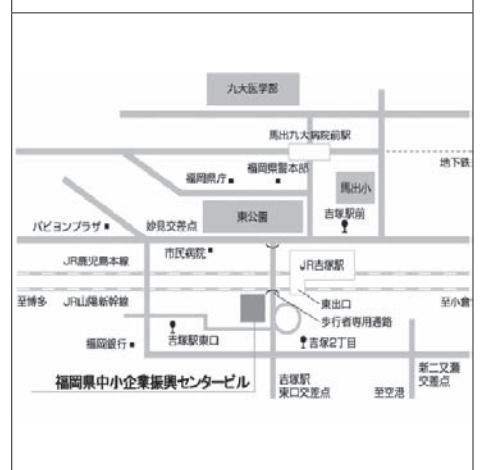 九大医学部
馬出九大病院前駅
地下鉄
福岡県庁
福岡県警本部
馬出小
東公園
吉塚駅前
パピヨンプラザ
妙見交差点
市民病院
JR吉塚駅
JR鹿児島本線
東出口
至博多
JR山陽新幹線
至小倉
歩行者専用通路
福岡銀行
吉塚駅東口
吉塚2丁目
福岡県中小企業振興センタービル
吉塚駅
東口交差点
至空港
新二又瀬
交差点